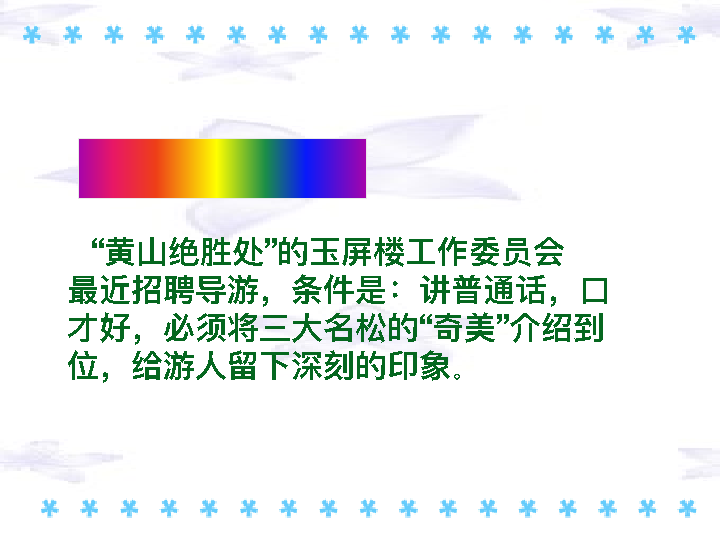 “黄山绝胜处”的玉屏楼工作委员会
最近招聘导游，条件是：讲普通话，口
才好，必须将三大名松的“奇美”介绍到
位，给游人留下深刻的印象。